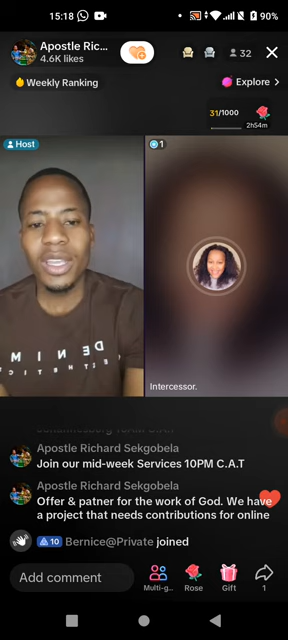 15:18
90%
Apostle Ric...
4.6K likes
32
Weekly Ranking
Explore >
31/1000
2h54m
Host
1
DENIM
Intercessor.
Apostle Richard Sekgobela
Join our mid-week Services 10PM C.A.T
Apostle Richard Sekgobela
Offer & patner for the work of God. We have
a project that needs contributions for online
10 Bernice@Private joined
Add comment
Multi-g...
Rose
Gift
1